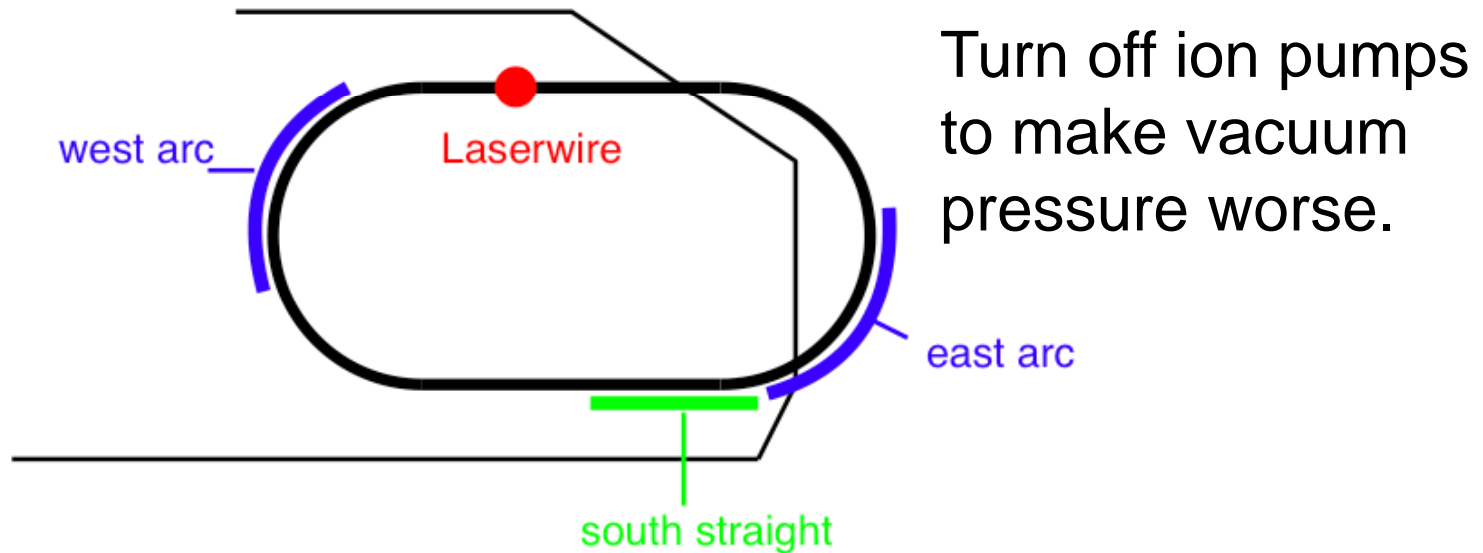 Turn off ion pumps
to make vacuum
pressure worse.
west arc
Laserwire
east arc
south straight